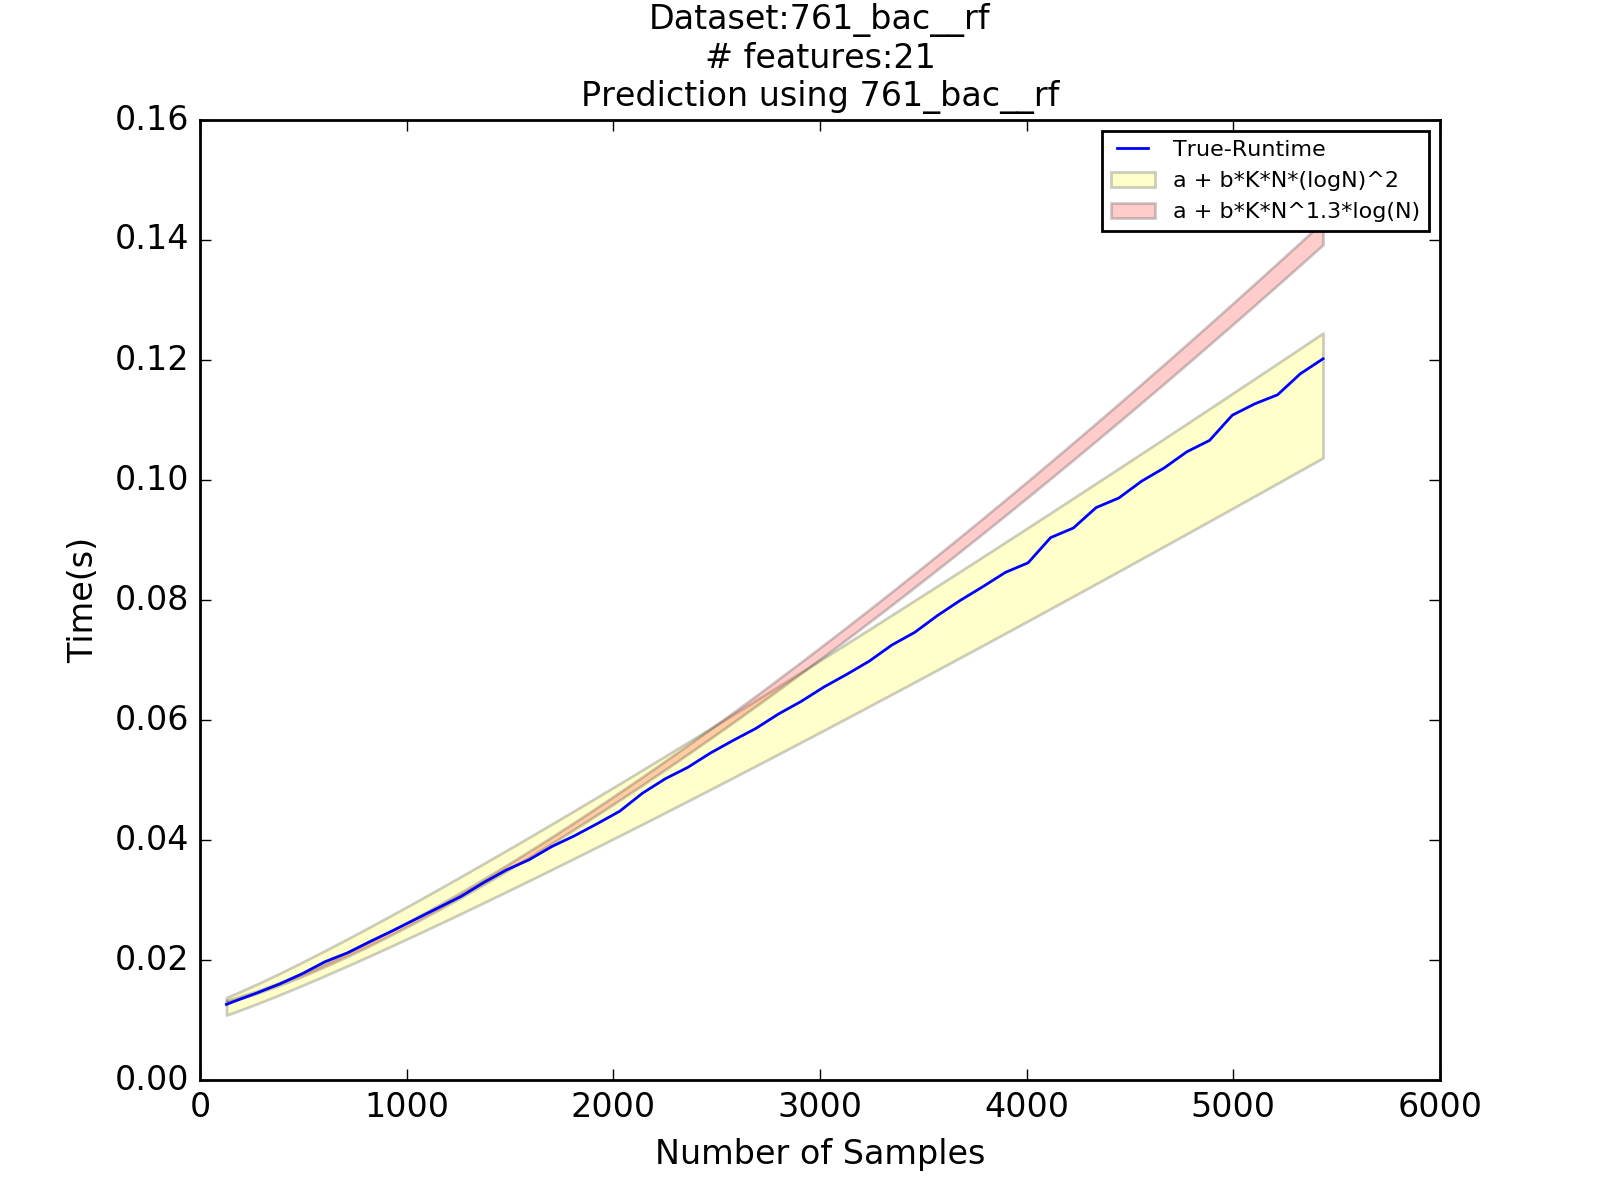 Dataset:761_bac__rf
# features:21
Prediction using 761_bac__rf
True-Runtime
a + b*K*N*(logN)^2
a + b*K*N^1.3*log(N)
0.16
0.14
0.12
0.10
0.08
0.06
0.04
0.02
0.00
Time(s)
0 1000 2000 3000 4000 5000 6000
Number of Samples